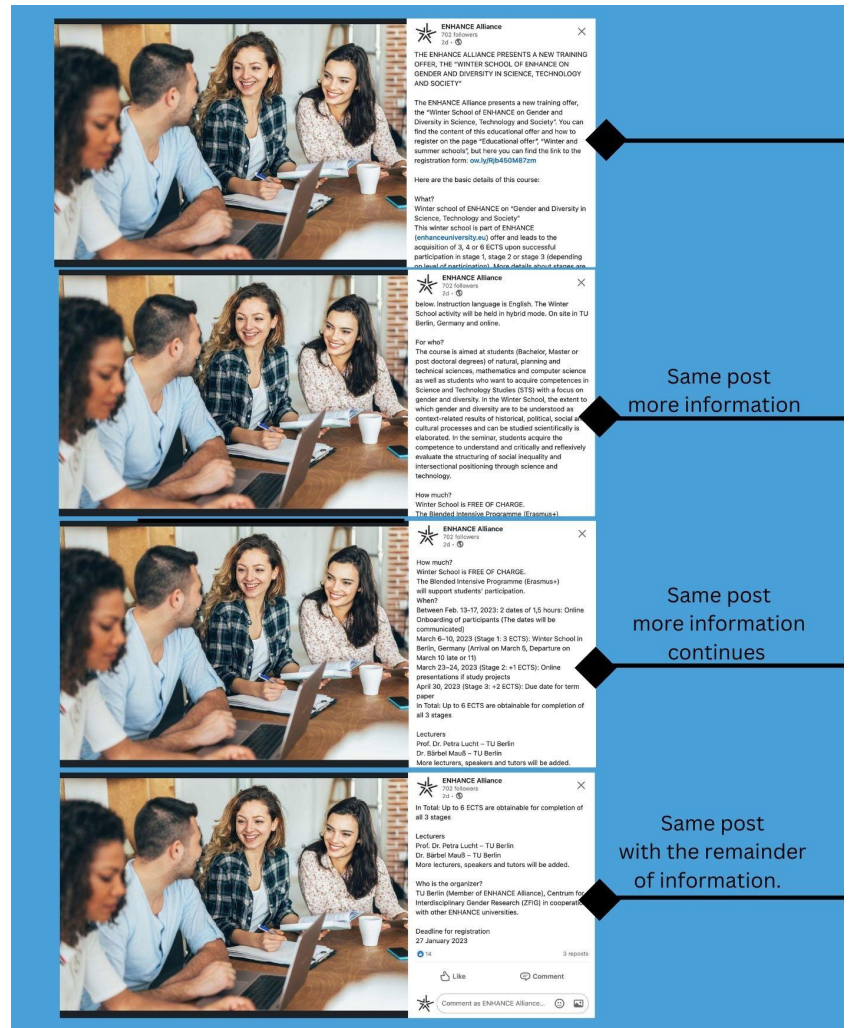 ENHANCE Alliance
702 followers
2d •
THE ENHANCE ALLIANCE PRESENTS A NEW TRAINING
OFFER, THE "WINTER SCHOOL OF ENHANCE ON
GENDER AND DIVERSITY IN SCIENCE, TECHNOLOGY
AND SOCIETY"
The ENHANCE Alliance presents a new training offer,
the "Winter School of ENHANCE on Gender and
Diversity in Science, Technology and Society". You can
find the content of this educational offer and how to
register on the page "Educational offer", "Winter and
summer schools", but here you can find the link to the
registration form: ow.ly/Rjb450M87zm
Here are the basic details of this course:
What?
Winter school of ENHANCE on "Gender and Diversity in
Science, Technology and Society"
This winter school is part of ENHANCE
(enhanceuniversity.eu) offer and leads to the
acquisition of 3, 4 or 6 ECTS upon successful
participation in stage 1, stage 2 or stage 3 (depending
on level of participation). More details about stages are
ENHANCE Alliance
702 followers
2d •
below. Instruction language is English. The Winter
School activity will be held in hybrid mode. On site in TU
Berlin, Germany and online.
For who?
The course is aimed at students (Bachelor, Master or
post doctoral degrees) of natural, planning and
technical sciences, mathematics and computer science
as well as students who want to acquire competences in
Science and Technology Studies (STS) with a focus on
gender and diversity. In the Winter School, the extent to
which gender and diversity are to be understood as
context-related results of historical, political, social a
cultural processes and can be studied scientifically is
elaborated. In the seminar, students acquire the
competence to understand and critically and reflexively
evaluate the structuring of social inequality and
intersectional positioning through science and
technology.
How much?
Winter School is FREE OF CHARGE.
The Blended Intensive Programme (Erasmus+)
Same post
more information
ENHANCE Alliance
702 followers
2d •
How much?
Winter School is FREE OF CHARGE.
The Blended Intensive Programme (Erasmus+)
will support students' participation.
When?
Between Feb. 13-17, 2023: 2 dates of 1,5 hours: Online
Onboarding of participants (The dates will be
communicated)
March 6–10, 2023 (Stage 1: 3 ECTS): Winter School in
Berlin, Germany (Arrival on March 5, Departure on
March 10 late or 11)
March 23–24, 2023 (Stage 2: +1 ECTS): Online
presentations if study projects
April 30, 2023 (Stage 3: +2 ECTS): Due date for term
paper
In Total: Up to 6 ECTS are obtainable for completion of
all 3 stages
Lecturers
Prof. Dr. Petra Lucht – TU Berlin
Dr. Bärbel Mauß – TU Berlin
More lecturers, speakers and tutors will be added.
Same post
more information
continues
ENHANCE Alliance
702 followers
2d •
In Total: Up to 6 ECTS are obtainable for completion of
all 3 stages
Lecturers
Prof. Dr. Petra Lucht – TU Berlin
Dr. Bärbel Mauß – TU Berlin
More lecturers, speakers and tutors will be added.
Who is the organizer?
TU Berlin (Member of ENHANCE Alliance), Centrum for
Interdisciplinary Gender Research (ZFIG) in cooperation
with other ENHANCE universities.
Deadline for registration
27 January 2023
14
3 reposts
Like
Comment
Comment as ENHANCE Alliance...
Same post
with the remainder
of information.